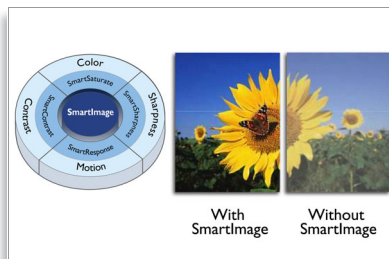 Color
SmartSaturate
Contrast
SmartContrast
SmartImage
SmartSharpness
Sharpness
SmartResponse
Motion
With
SmartImage
Without
SmartImage